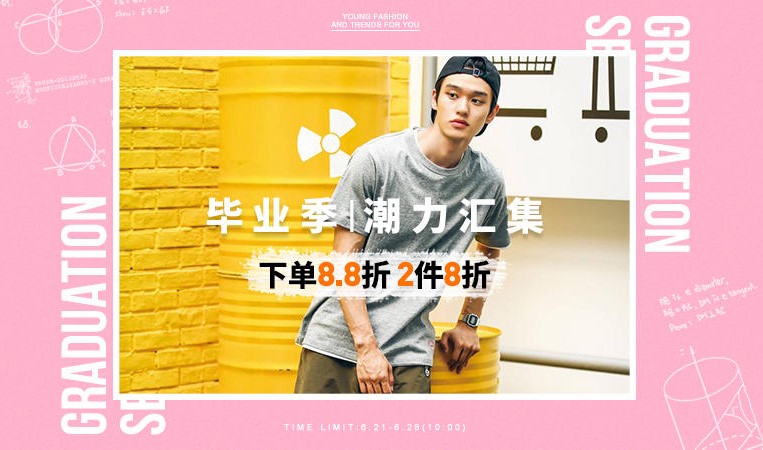 YOUNG FASHION
AND TRENDS FOR YOU
GRADUATION
SE
毕业季|潮力汇集
下单8.8折 2件8折
GRADUATION
SE
TIME LIMIT:6.21-6.28(10:00)